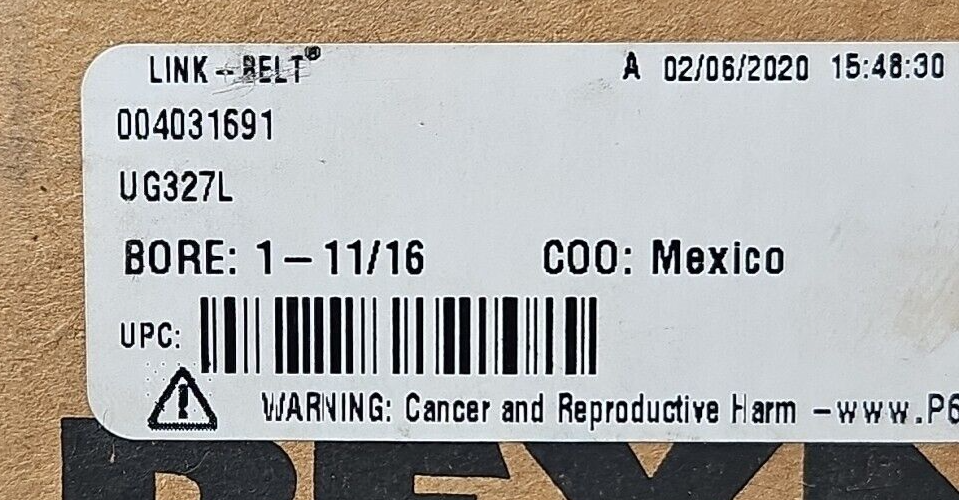 LINK-BELT® A 02/06/2020 15:48:30
004031691
UG327L
BORE: 1-11/16 COO: Mexico
UPC:
WARNING: Cancer and Reproductive Harm -www.P6